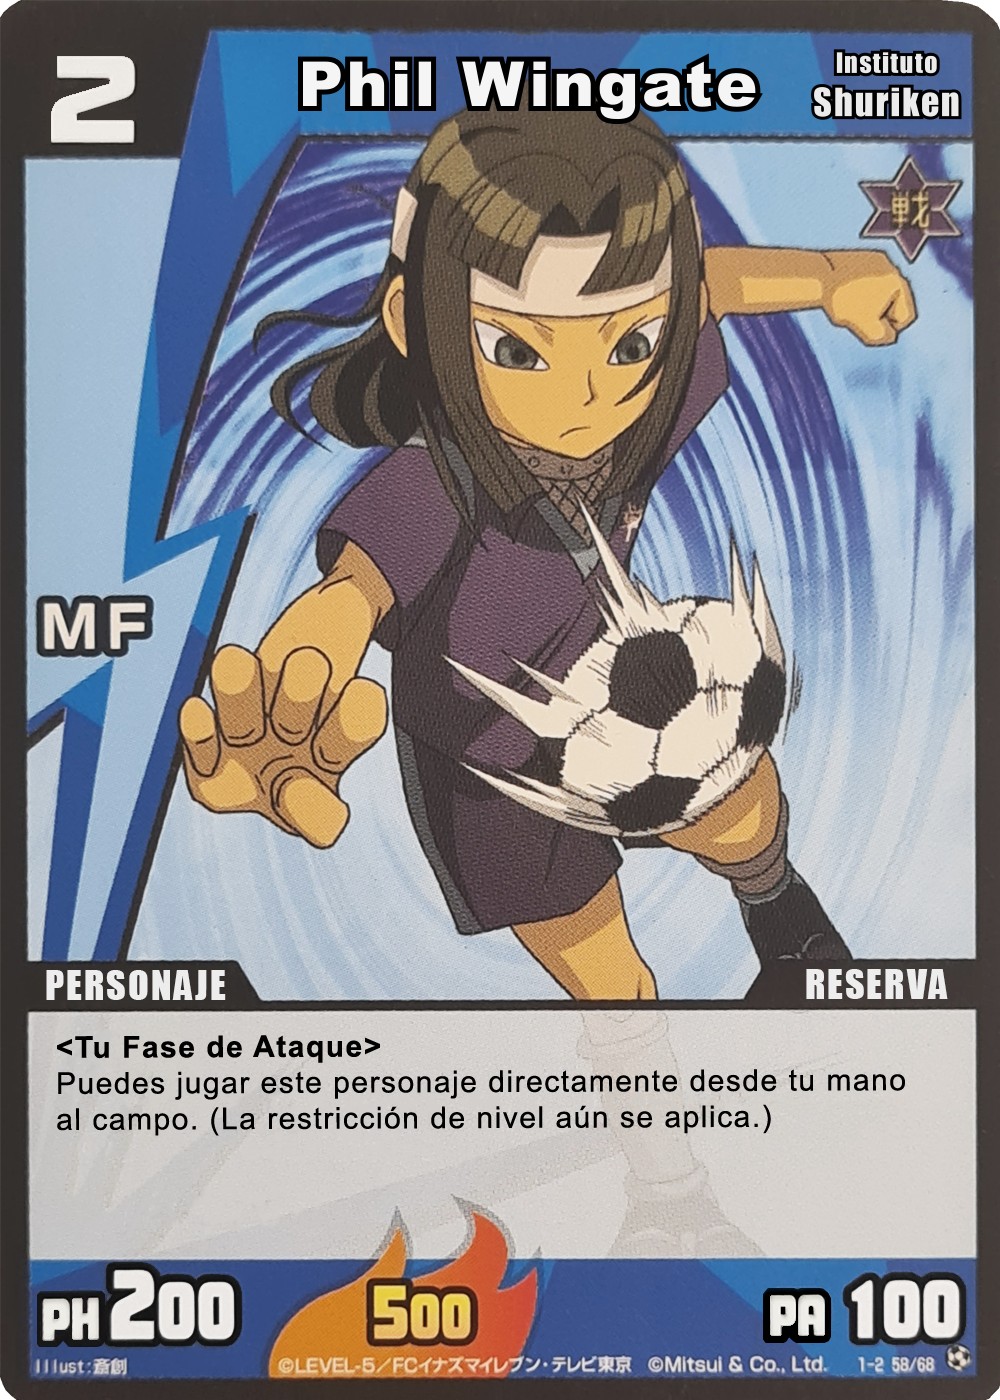 2
Phil Wingate
Instituto
Shuriken
戦
MF
PERSONAJE
RESERVA
<Tu Fase de Ataque>
Puedes jugar este personaje directamente desde tu mano
al campo. (La restricción de nivel aún se aplica.)
PH 200
500
PA 100
Illust:斎創
©LEVEL-5/FCイナズマイレブン・テレビ東京 ©Mitsui & Co., Ltd. 1-2 58/68